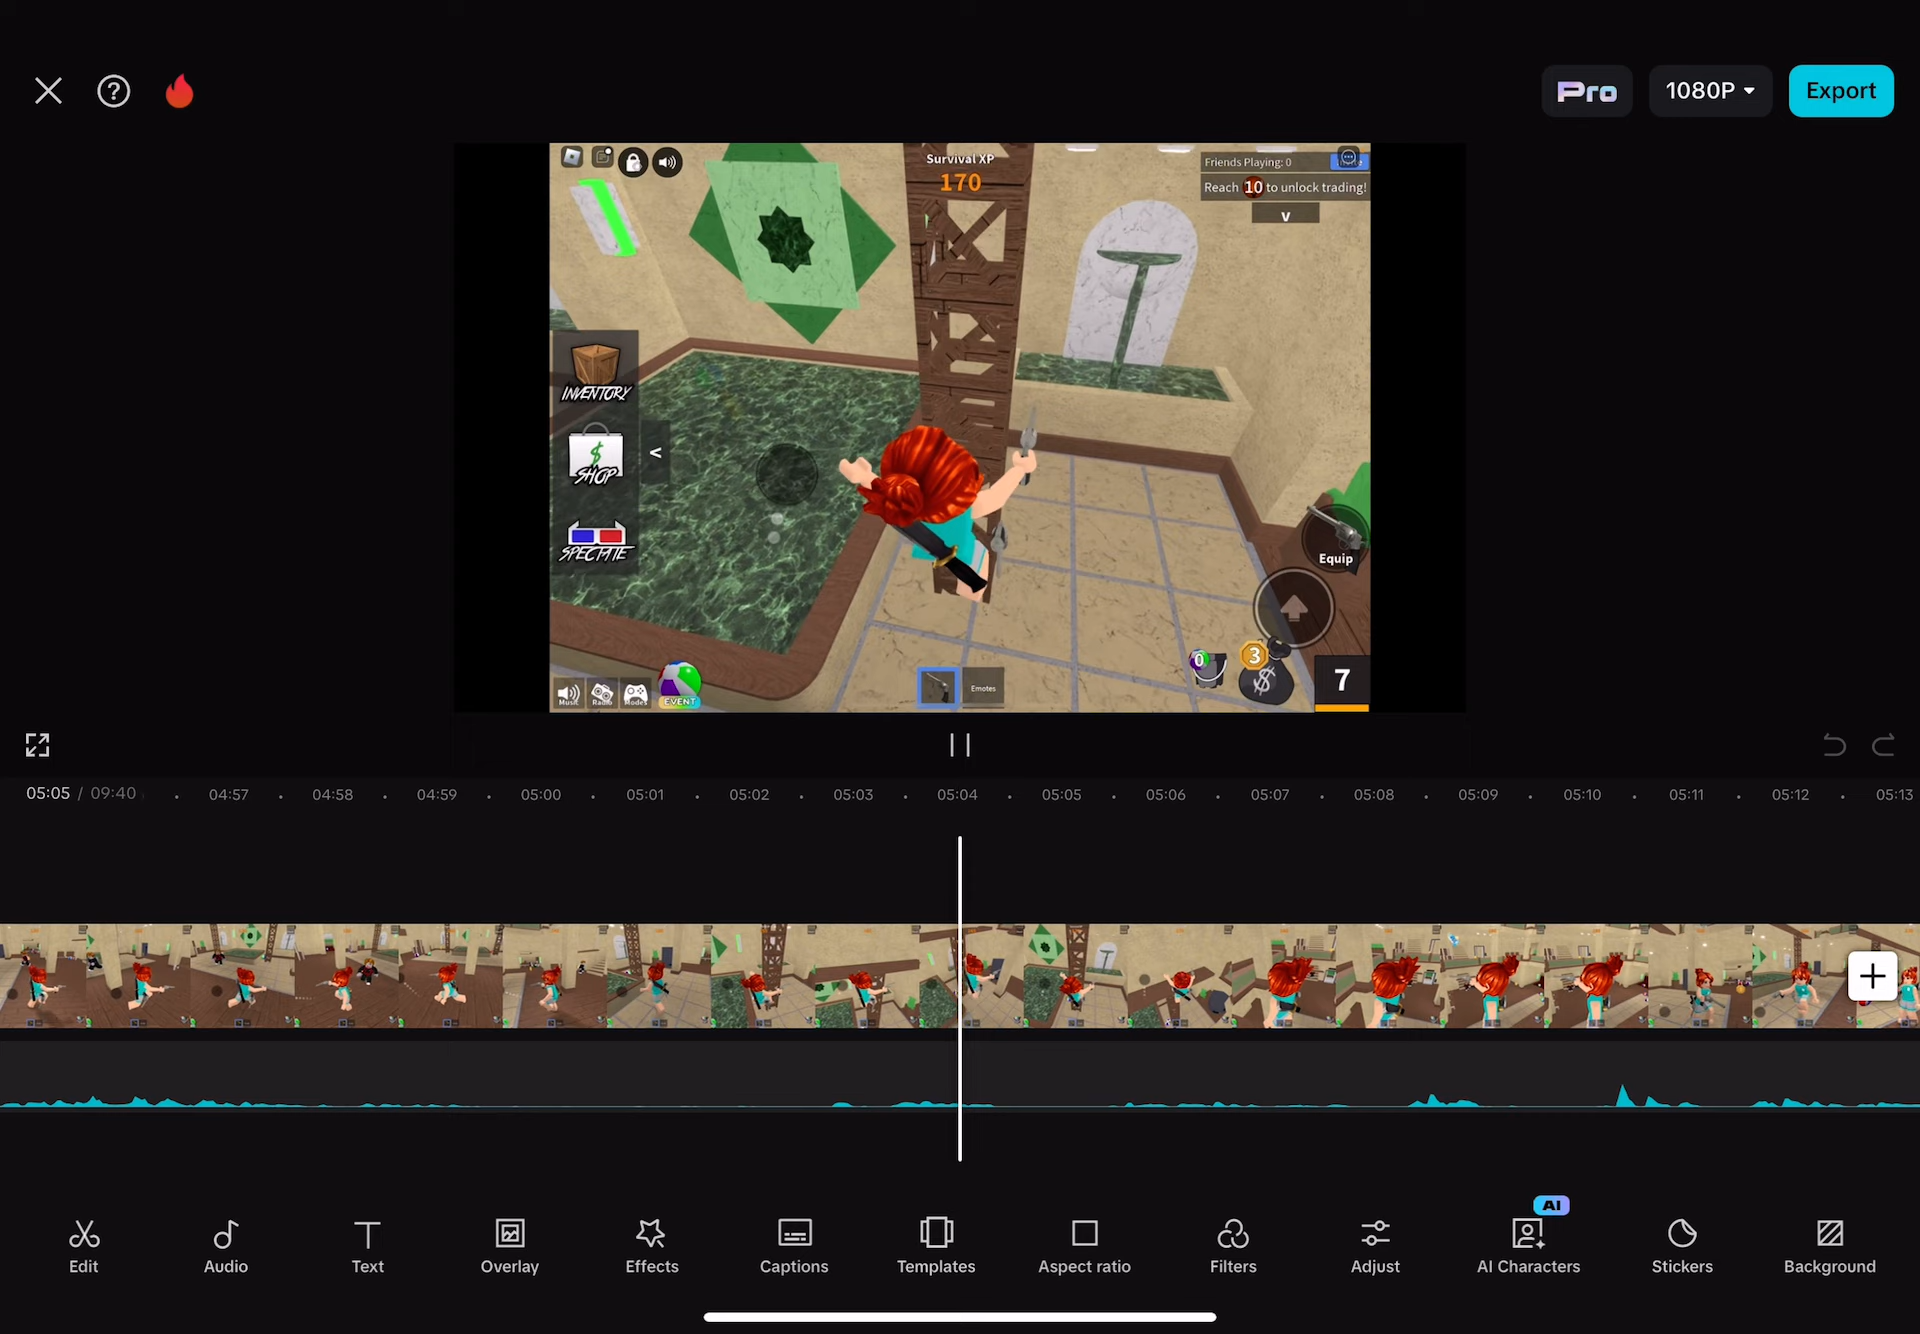 Pro
1080P
Export
Survival XP
170
Friends Playing: 0
Reach 10 to unlock trading!
v
INVENTORY
$
SHOP
<
SPECTATE
Equip
0
3
$
7
Music
Radio
Modes
EVENT
Emotes
05:05 / 09:40
04:57
04:58
04:59
05:00
05:01
05:02
05:03
05:04
05:05
05:06
05:07
05:08
05:09
05:10
05:11
05:12
05:13
AI
Edit
Audio
Text
Overlay
Effects
Captions
Templates
Aspect ratio
Filters
Adjust
AI Characters
Stickers
Background